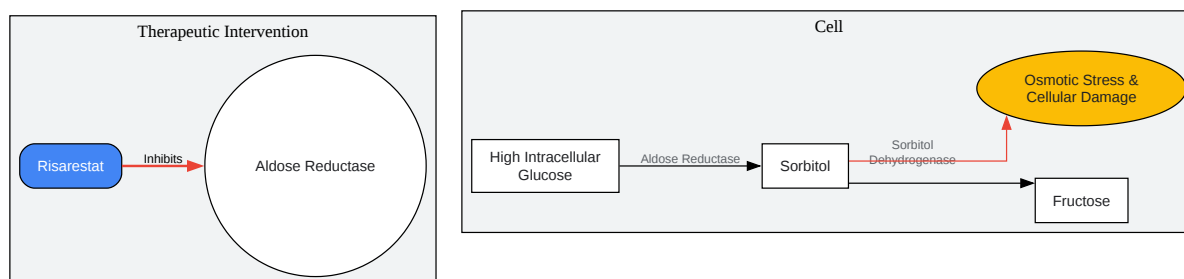 Therapeutic Intervention
Risarestat
Inhibits
Aldose Reductase
Cell
High Intracellular
Glucose
Aldose Reductase
Sorbitol
Sorbitol
Dehydrogenase
Osmotic Stress &
Cellular Damage
Fructose